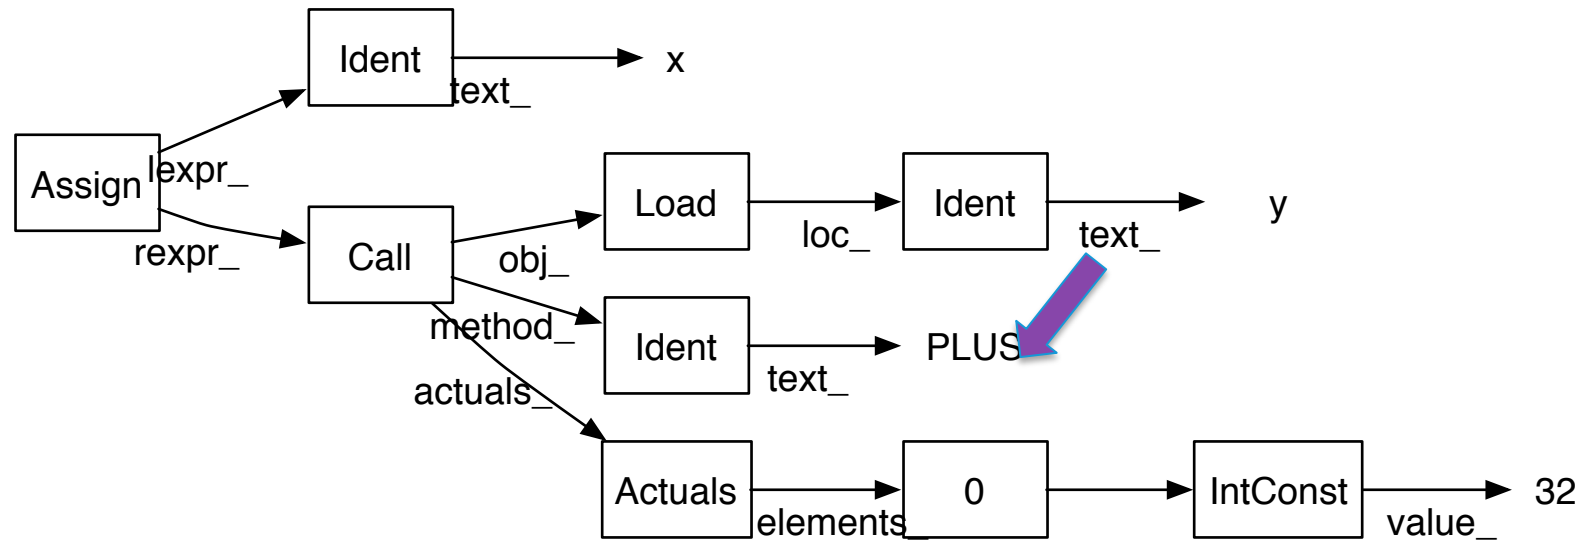 Ident
x
text_
Assign
lexpr_
Load
Ident
y
rexpr_
Call
obj_
loc_
text_
method_
Ident
PLUS
actuals_
text_
Actuals
0
IntConst
32
elements_
value_